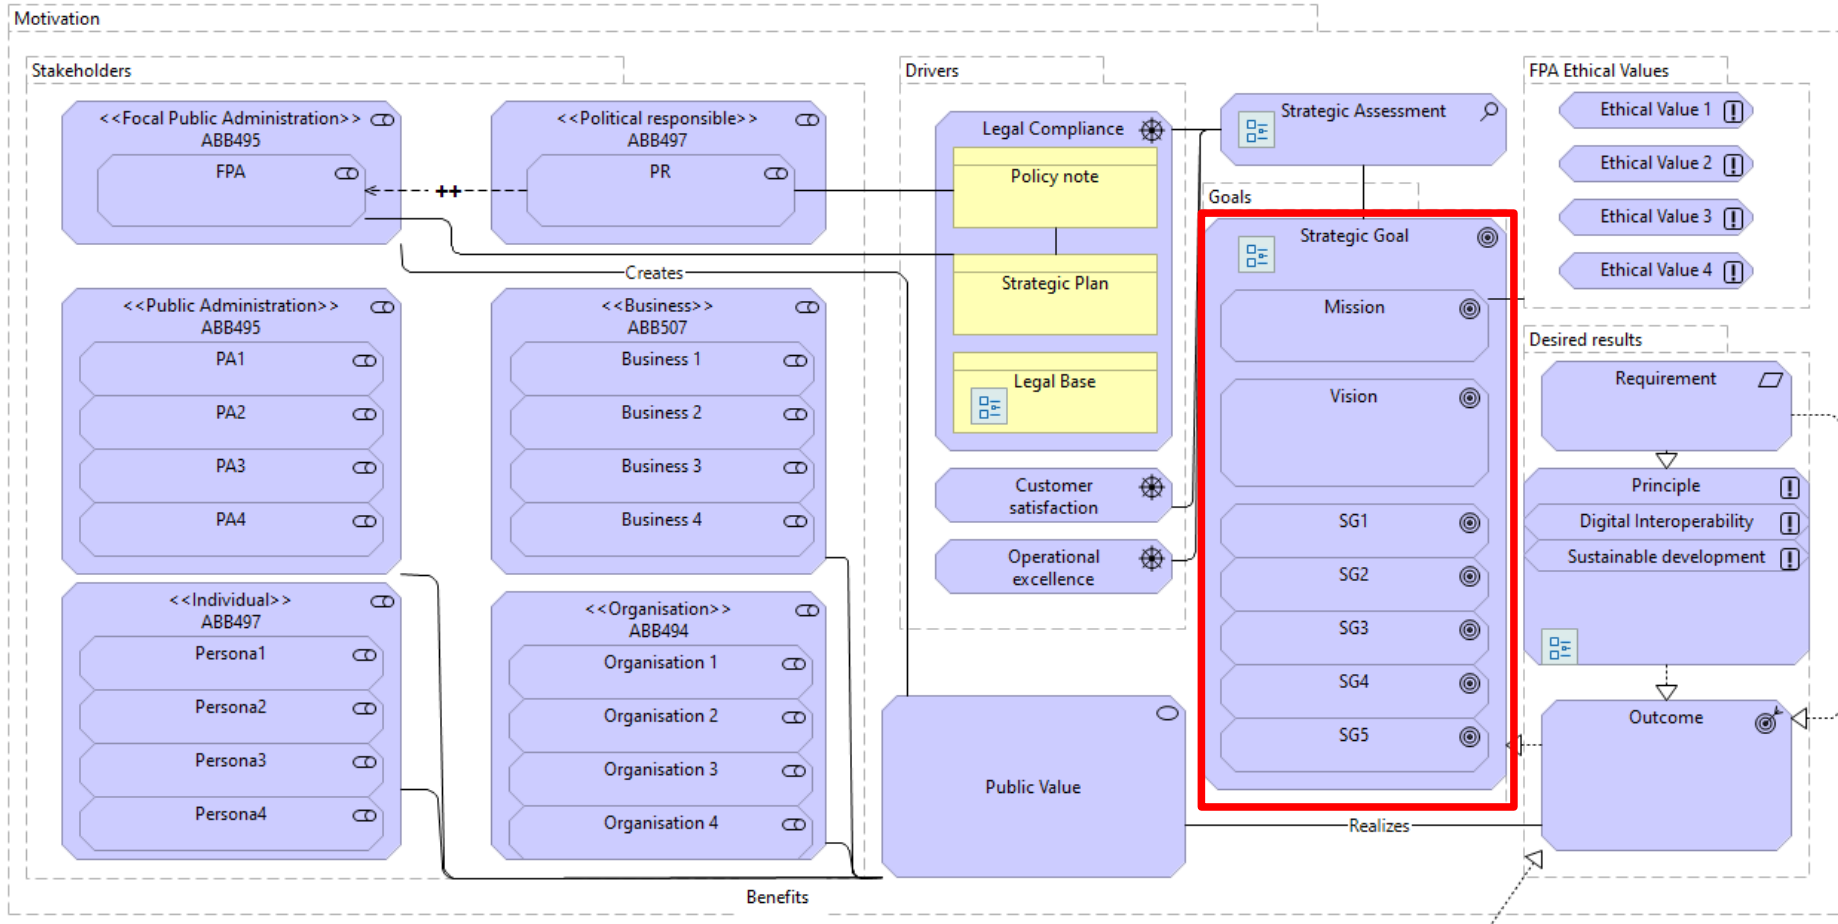 Motivation
Stakeholders
<<Focal Public Administration>>
ABB495
FPA
<<Political responsible>>
ABB497
PR
++
Creates
<<Public Administration>>
ABB495
PA1
PA2
PA3
PA4
<<Business>>
ABB507
Business 1
Business 2
Business 3
Business 4
<<Individual>>
ABB497
Persona1
Persona2
Persona3
Persona4
<<Organisation>>
ABB494
Organisation 1
Organisation 2
Organisation 3
Organisation 4
Benefits
Drivers
Legal Compliance
Policy note
Strategic Plan
Legal Base
Customer
satisfaction
Operational
excellence
Public Value
Strategic Assessment
Goals
Strategic Goal
Mission
Vision
SG1
SG2
SG3
SG4
SG5
Realizes
FPA Ethical Values
Ethical Value 1
Ethical Value 2
Ethical Value 3
Ethical Value 4
Desired results
Requirement
Principle
Digital Interoperability
Sustainable development
Outcome